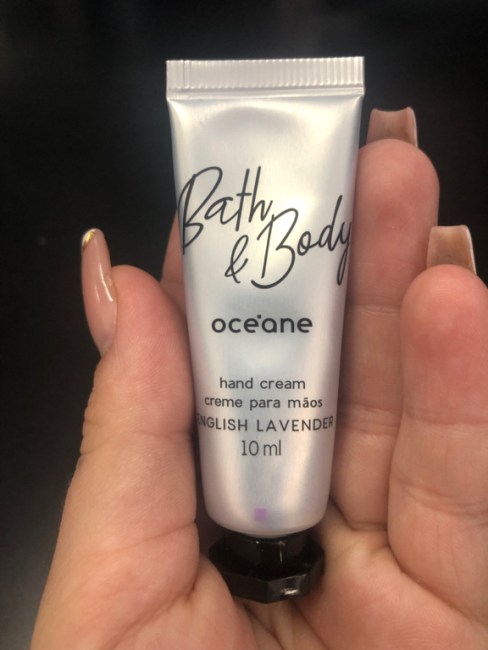 Bath
& Body
oceane
hand cream
creme para mãos
ENGLISH LAVENDER
10 ml